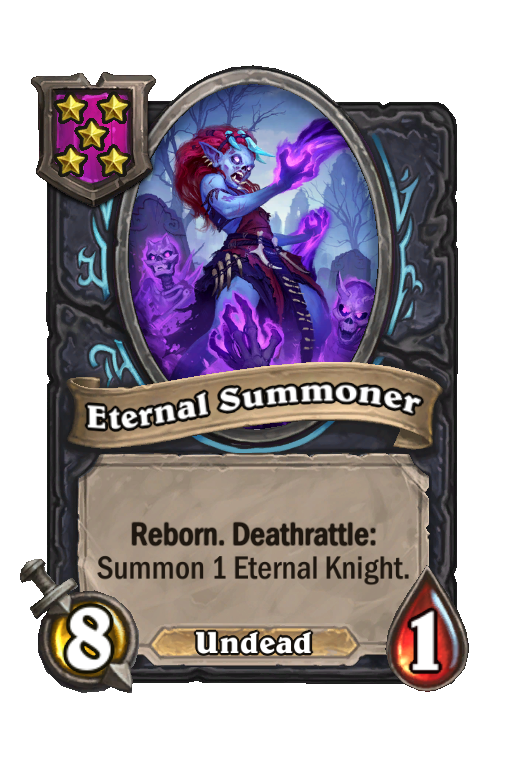 Eternal Summoner
Reborn. Deathrattle:
Summon 1 Eternal Knight.
8
Undead
1